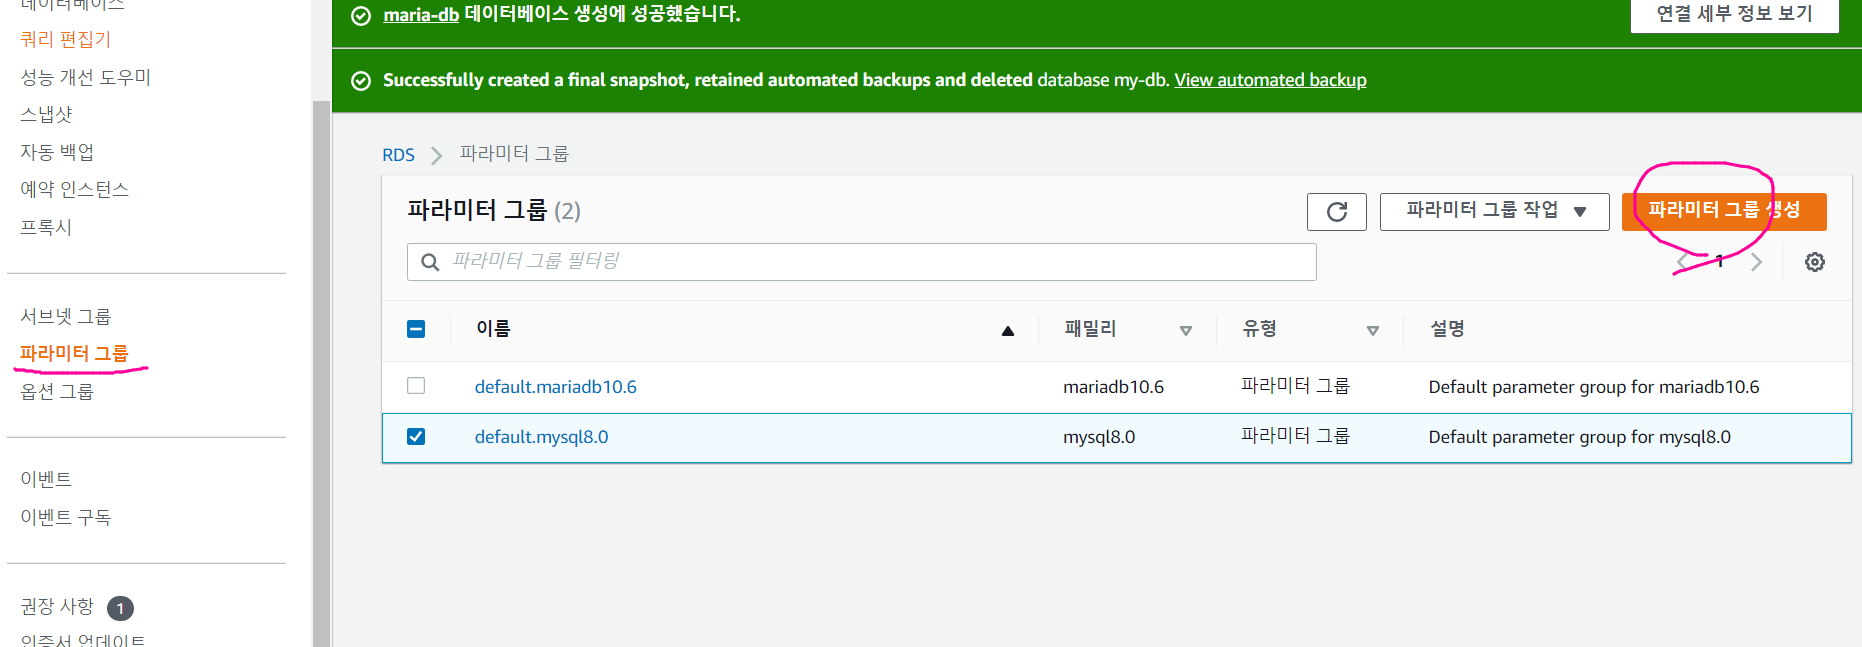 데이터베이스
쿼리 편집기
성능 개선 도우미
스냅샷
자동 백업
예약 인스턴스
프록시
서브넷 그룹
파라미터 그룹
옵션 그룹
이벤트
이벤트 구독
권장 사항 1
인증서 업데이트
maria-db 데이터베이스 생성에 성공했습니다.
연결 세부 정보 보기
Successfully created a final snapshot, retained automated backups and deleted database my-db. View automated backup
RDS > 파라미터 그룹
파라미터 그룹 (2)
파라미터 그룹 작업
파라미터 그룹 생성
파라미터 그룹 필터링
1
이름 패밀리 유형 설명
default.mariadb10.6 mariadb10.6 파라미터 그룹 Default parameter group for mariadb10.6
default.mysql8.0 mysql8.0 파라미터 그룹 Default parameter group for mysql8.0